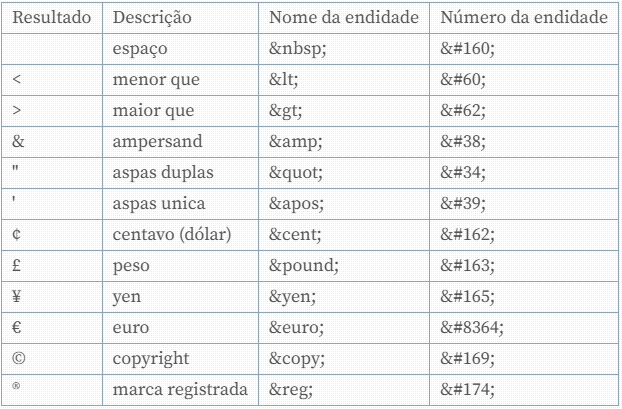 Resultado Descrição Nome da endidade Número da endidade
espaço &nbsp; &#160;
< menor que &lt; &#60;
> maior que &gt; &#62;
& ampersand &amp; &#38;
" aspas duplas &quot; &#34;
' aspas unica &apos; &#39;
¢ centavo (dólar) &cent; &#162;
£ peso &pound; &#163;
¥ yen &yen; &#165;
€ euro &euro; &#8364;
© copyright &copy; &#169;
® marca registrada &reg; &#174;